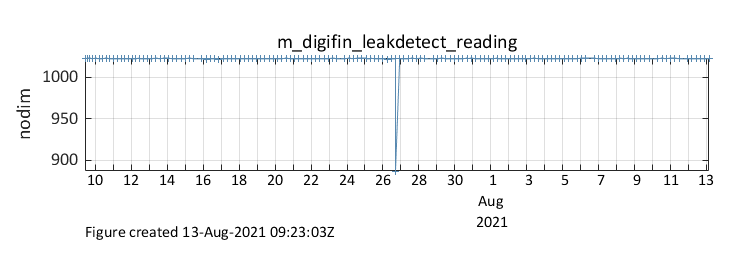 m_digifin_leakdetect_reading
nodim
1000
950
900
10 12 14 16 18 20 22 24 26 28 30 1 3 5 7 9 11 13
Aug
2021
Figure created 13-Aug-2021 09:23:03Z